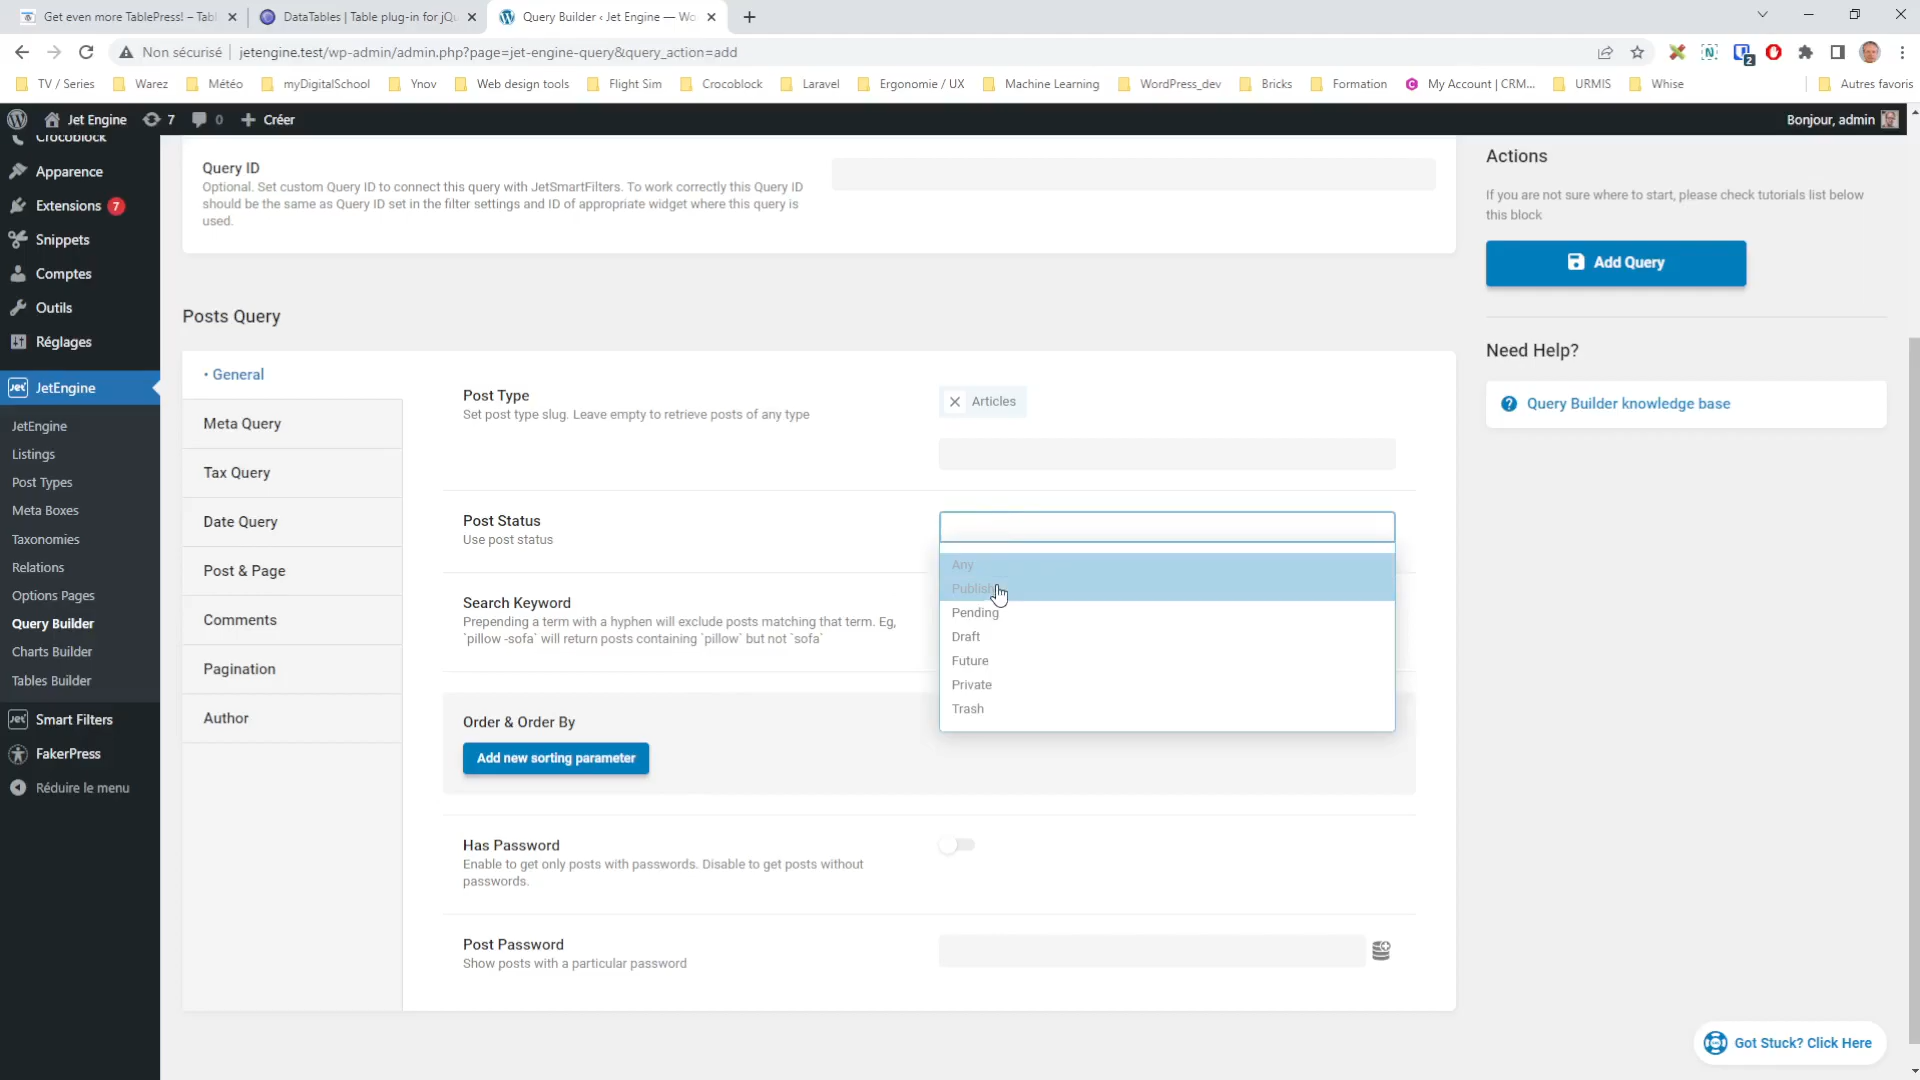 Get even more TablePress! – Tab
DataTables | Table plug-in for jQu
Query Builder ‹ Jet Engine — Wo
Non sécurisé
jetengine.test/wp-admin/admin.php?page=jet-engine-query&query_action=add
2
TV / Series
Warez
Météo
myDigitalSchool
Ynov
Web design tools
Flight Sim
Crocoblock
Laravel
Ergonomie / UX
Machine Learning
WordPress_dev
Bricks
Formation
My Account | CRM...
URMIS
Whise
Autres favoris
Jet Engine
7
0
Créer
Bonjour, admin
Crocoblock
Apparence
Extensions 7
Snippets
Comptes
Outils
Réglages
JetEngine
JetEngine
Listings
Post Types
Meta Boxes
Taxonomies
Relations
Options Pages
Query Builder
Charts Builder
Tables Builder
Smart Filters
FakerPress
Réduire le menu
Query ID
Optional. Set custom Query ID to connect this query with JetSmartFilters. To work correctly this Query ID
should be the same as Query ID set in the filter settings and ID of appropriate widget where this query is
used.
Posts Query
• General
Meta Query
Tax Query
Date Query
Post & Page
Comments
Pagination
Author
Post Type
Set post type slug. Leave empty to retrieve posts of any type
Articles
Post Status
Use post status
Any
Publish
Pending
Draft
Future
Private
Trash
Search Keyword
Prepending a term with a hyphen will exclude posts matching that term. Eg,
`pillow -sofa` will return posts containing `pillow` but not `sofa`
Order & Order By
Add new sorting parameter
Has Password
Enable to get only posts with passwords. Disable to get posts without
passwords.
Post Password
Show posts with a particular password
Actions
If you are not sure where to start, please check tutorials list below
this block
Add Query
Need Help?
Query Builder knowledge base
Got Stuck? Click Here